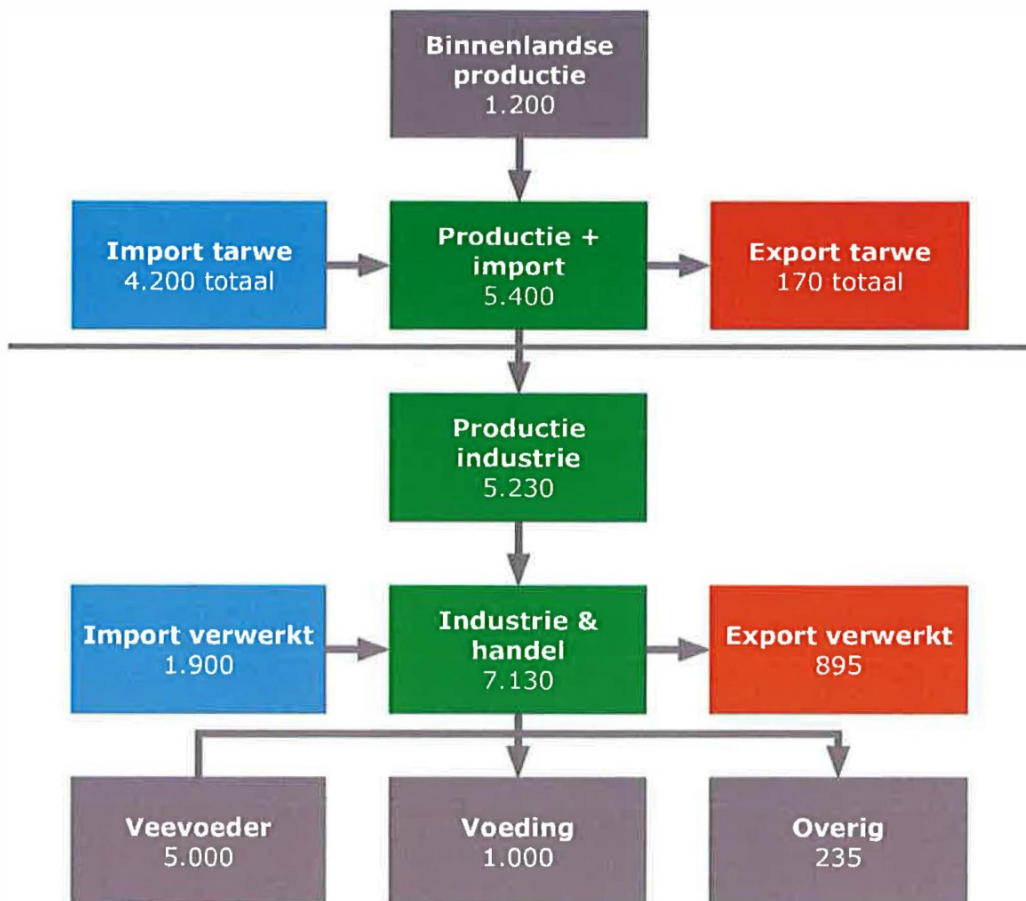 Binnenlandse
productie
1.200
Import tarwe
4.200 totaal
Productie +
import
5.400
Export tarwe
170 totaal
Productie
industrie
5.230
Import verwerkt
1.900
Industrie &
handel
7.130
Export verwerkt
895
Veevoeder
5.000
Voeding
1.000
Overig
235